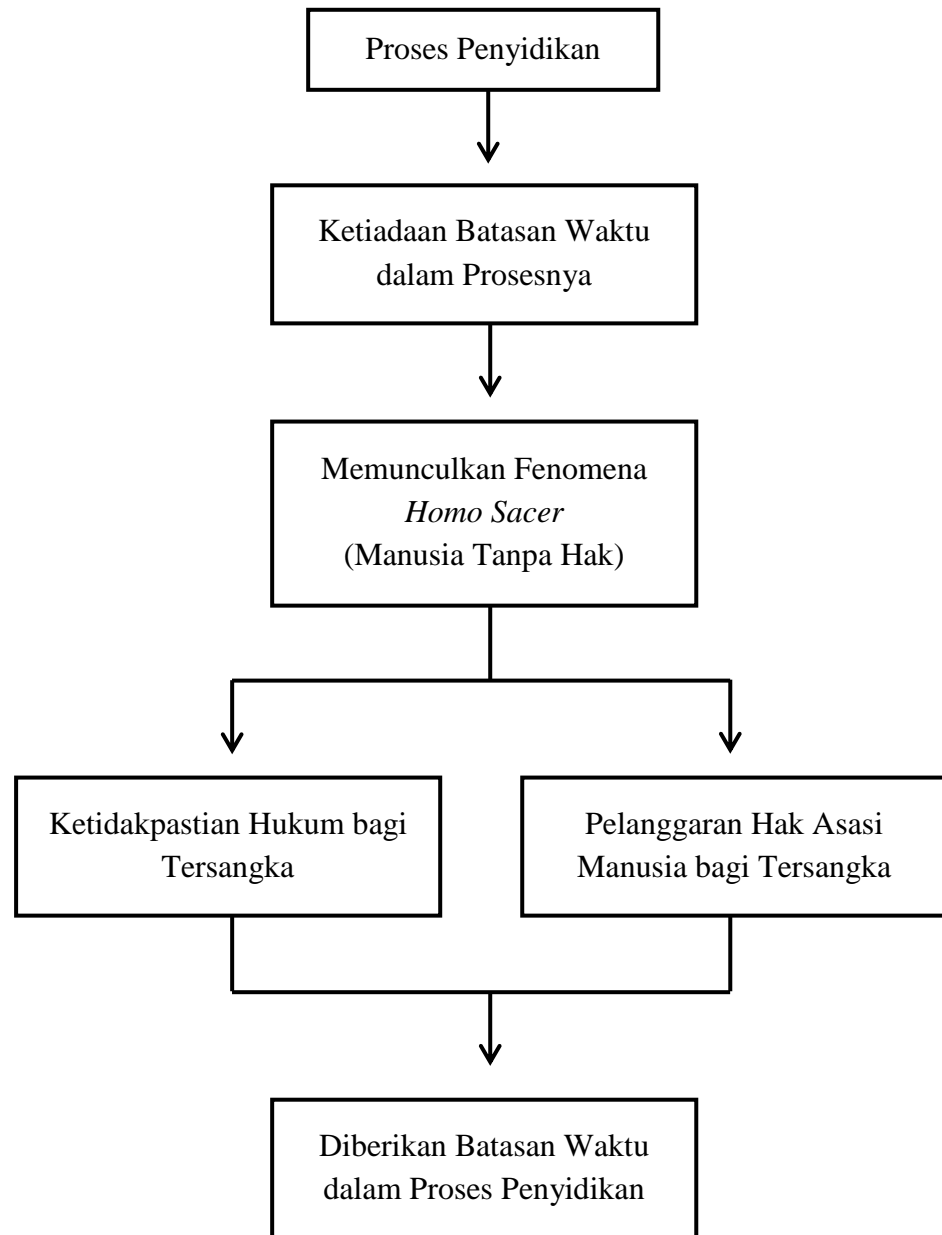 Proses Penyidikan
Ketiadaan Batasan Waktu
dalam Prosesnya
Memunculkan Fenomena
Homo Sacer
(Manusia Tanpa Hak)
Ketidakpastian Hukum bagi
Tersangka
Pelanggaran Hak Asasi
Manusia bagi Tersangka
Diberikan Batasan Waktu
dalam Proses Penyidikan